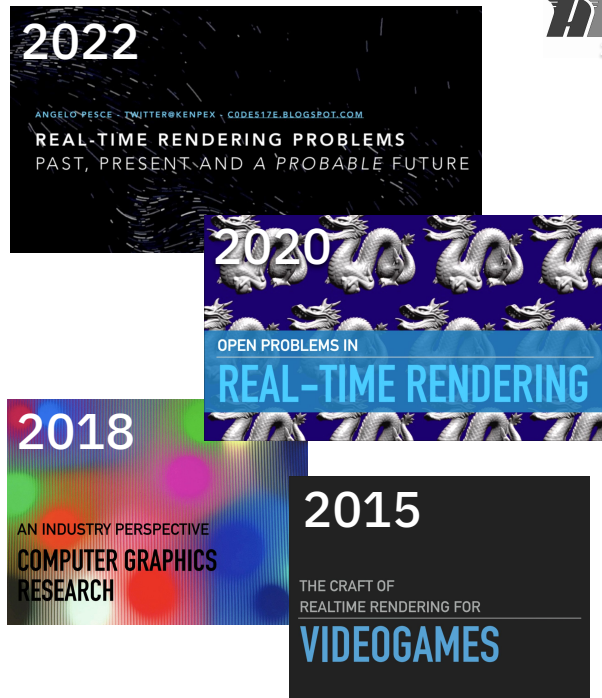 2022
ANGELO PESCE - TWITTER@KENPEX - C0DE517E.BLOGSPOT.COM
REAL-TIME RENDERING PROBLEMS
PAST, PRESENT AND A PROBABLE FUTURE
2020
OPEN PROBLEMS IN
REAL-TIME RENDERING
2018
AN INDUSTRY PERSPECTIVE
COMPUTER GRAPHICS
RESEARCH
2015
THE CRAFT OF
REALTIME RENDERING FOR
VIDEOGAMES